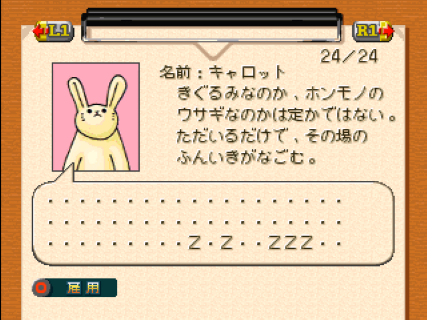 L1
R1
24/24
名前：キャロット
きぐるみなのか、ホンモノの
ウサギなのかは定かではない。
ただいるだけで、その場の
ふんいきがなごむ。
・・・・・・・・・・・・・・・・・・・
・・・・・・・・・・・・・・・・・・・
・・・・・・・・・Z・Z・・ZZZ・・
雇用